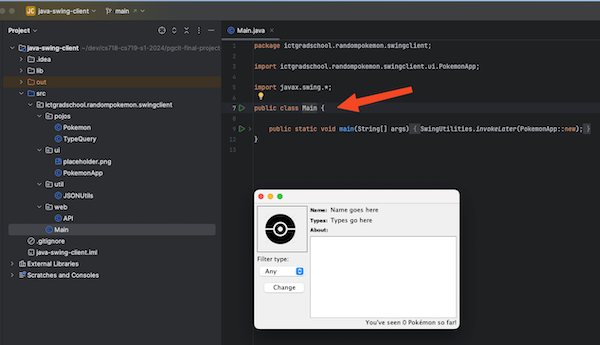 JC java-swing-client main
Project
java-swing-client ~/dev/cs718-cs719-s1-2024/pgcit-final-project
.idea
lib
out
src
ictgradschool.randompokemon.swingclient
pojos
Pokemon
TypeQuery
ui
placeholder.png
PokemonApp
util
JSONUtils
web
API
Main
.gitignore
java-swing-client.iml
External Libraries
Scratches and Consoles
Main.java
1 package ictgradschool.randompokemon.swingclient;
2
3 import ictgradschool.randompokemon.swingclient.ui.PokemonApp;
4
5 import javax.swing.*;
6
7 public class Main {
8
9 public static void main(String[] args) { SwingUtilities.invokeLater(PokemonApp::new); }
12 }
13
Name: Name goes here
Types: Types go here
About:
Filter type:
Any
Change
You've seen 0 Pokémon so far!